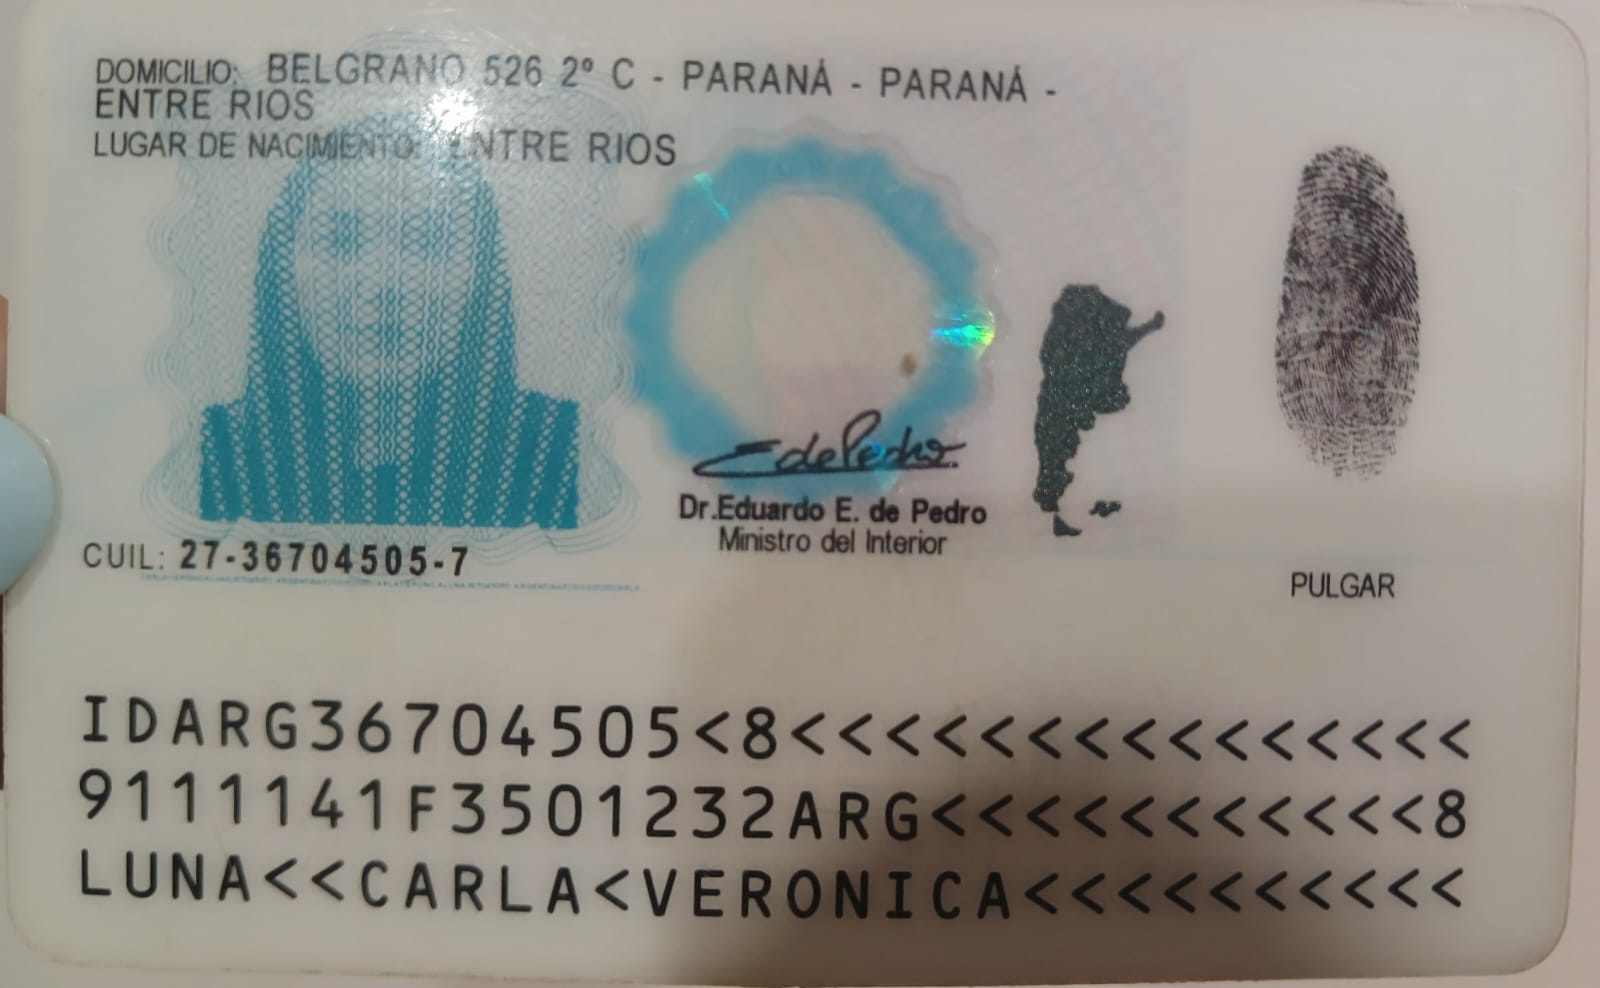 DOMICILIO: BELGRANO 526 2º C - PARANÁ - PARANÁ -
ENTRE RIOS
LUGAR DE NACIMIENTO: ENTRE RIOS
EdePedro
Dr.Eduardo E. de Pedro
Ministro del Interior
CUIL: 27-36704505-7
PULGAR
IDARG36704505<8<<<<<<<<<<<<<<<
9111141F3501232ARG<<<<<<<<<<<8
LUNA<<CARLA<VERONICA<<<<<<<<<<